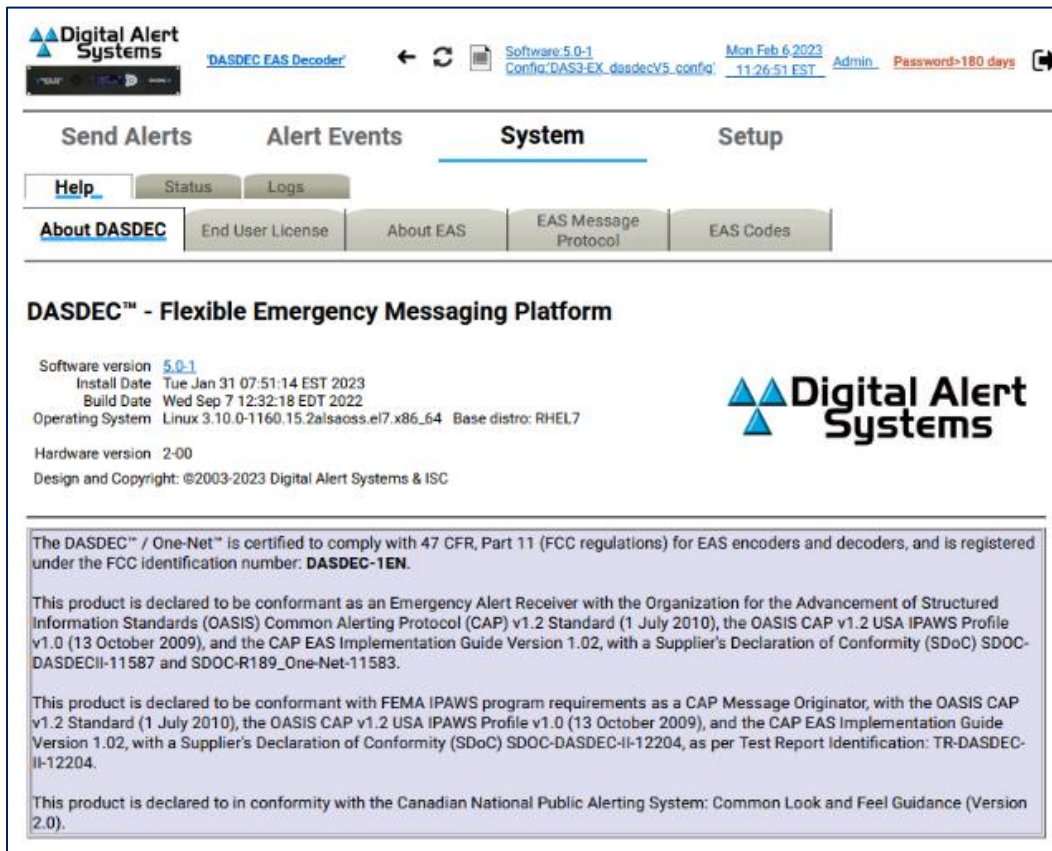 Digital Alert
Systems
'DASDEC EAS Decoder'
Software:5.0-1
Config:'DAS3-EX_dasdecV5_config'
Mon Feb 6,2023
11:26:51 EST
Admin
Password>180 days
Send Alerts
Alert Events
System
Setup
Help
Status
Logs
About DASDEC
End User License
About EAS
EAS Message
Protocol
EAS Codes
DASDEC™ - Flexible Emergency Messaging Platform
Software version 5.0-1
Install Date Tue Jan 31 07:51:14 EST 2023
Build Date Wed Sep 7 12:32:18 EDT 2022
Operating System Linux 3.10.0-1160.15.2alsaoss.el7.x86_64 Base distro: RHEL7
Hardware version 2-00
Design and Copyright: ©2003-2023 Digital Alert Systems & ISC
Digital Alert
Systems
The DASDEC™ / One-Net™ is certified to comply with 47 CFR, Part 11 (FCC regulations) for EAS encoders and decoders, and is registered
under the FCC identification number: DASDEC-1EN.
This product is declared to be conformant as an Emergency Alert Receiver with the Organization for the Advancement of Structured
Information Standards (OASIS) Common Alerting Protocol (CAP) v1.2 Standard (1 July 2010), the OASIS CAP v1.2 USA IPAWS Profile
v1.0 (13 October 2009), and the CAP EAS Implementation Guide Version 1.02, with a Supplier's Declaration of Conformity (SDoC) SDOC-
DASDECII-11587 and SDOC-R189_One-Net-11583.
This product is declared to be conformant with FEMA IPAWS program requirements as a CAP Message Originator, with the OASIS CAP
v1.2 Standard (1 July 2010), the OASIS CAP v1.2 USA IPAWS Profile v1.0 (13 October 2009), and the CAP EAS Implementation Guide
Version 1.02, with a Supplier's Declaration of Conformity (SDoC) SDOC-DASDEC-II-12204, as per Test Report Identification: TR-DASDEC-
II-12204.
This product is declared to in conformity with the Canadian National Public Alerting System: Common Look and Feel Guidance (Version
2.0).